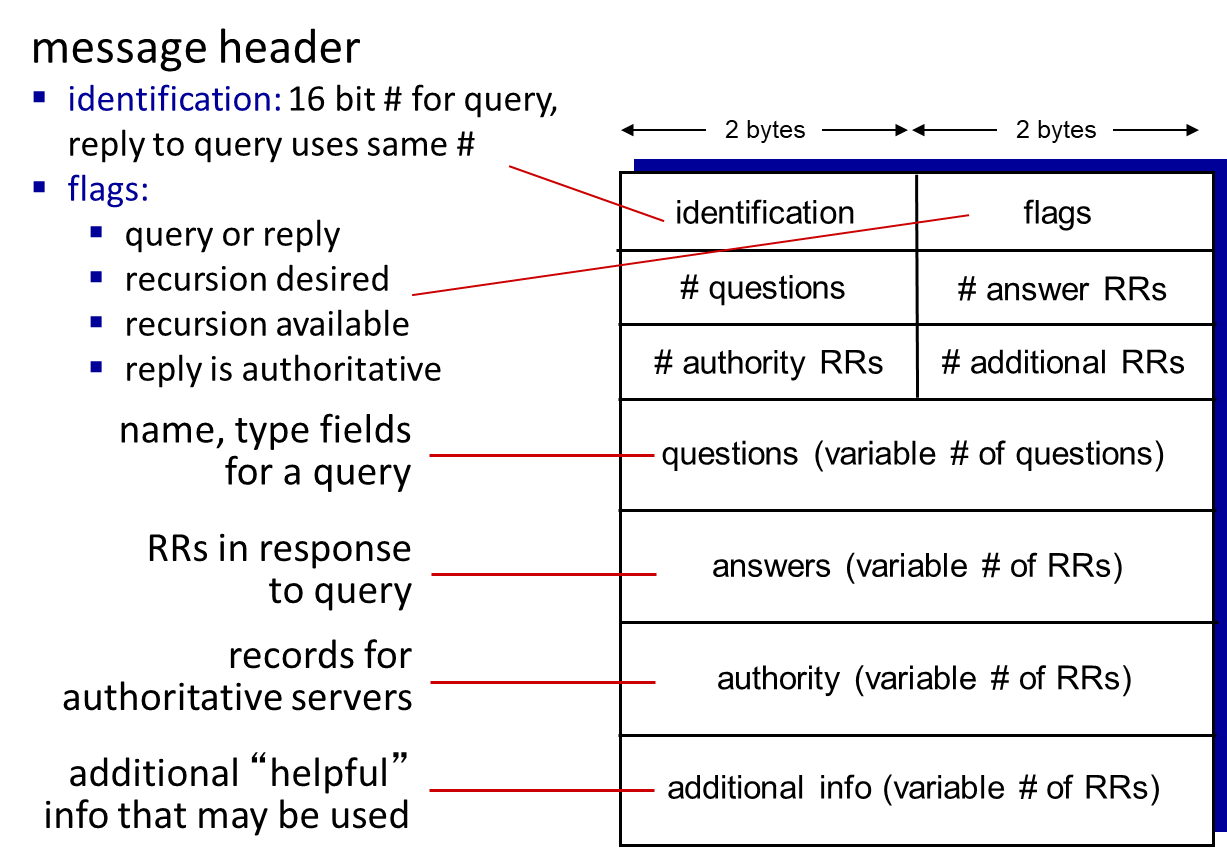 message header
▪ identification: 16 bit # for query,
reply to query uses same #
▪ flags:
▪ query or reply
▪ recursion desired
▪ recursion available
▪ reply is authoritative
name, type fields
for a query
RRs in response
to query
records for
authoritative servers
additional “helpful”
info that may be used
2 bytes 2 bytes
identification flags
# questions # answer RRs
# authority RRs # additional RRs
questions (variable # of questions)
answers (variable # of RRs)
authority (variable # of RRs)
additional info (variable # of RRs)